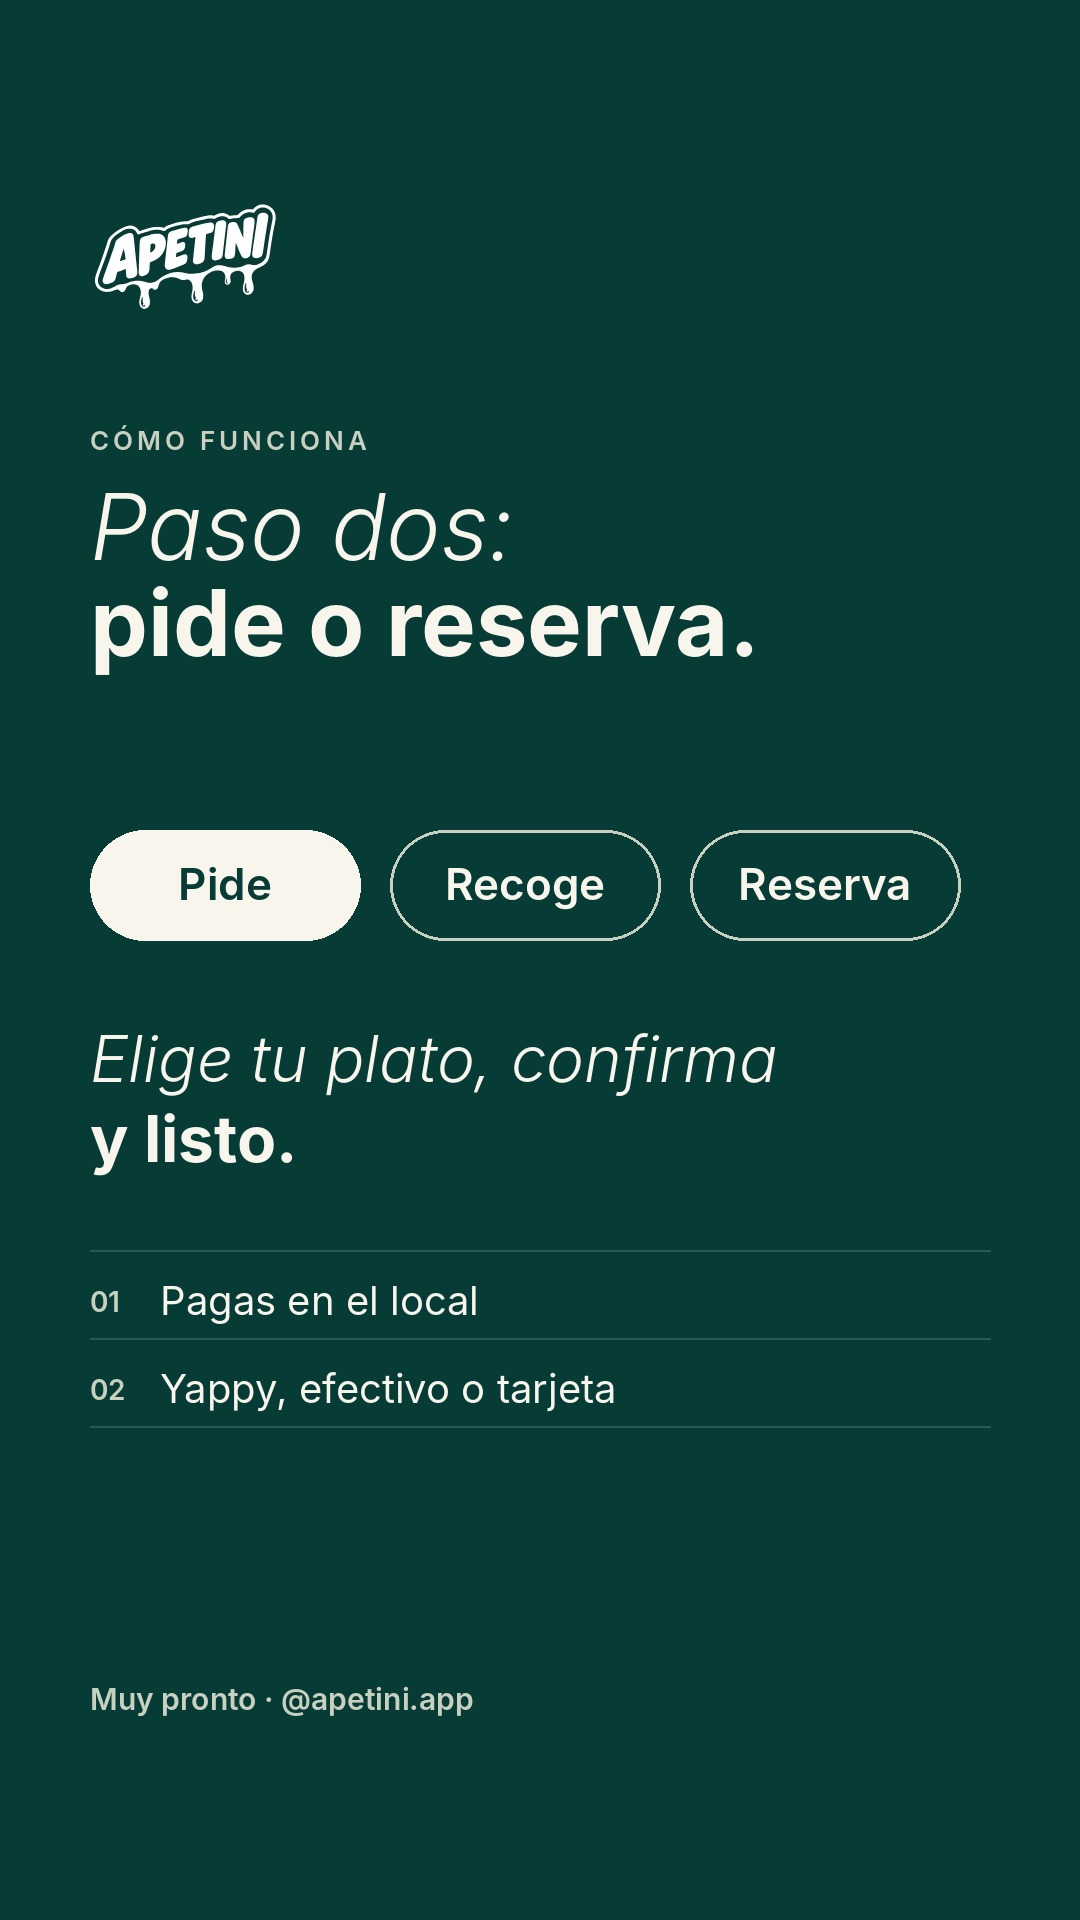 APETINI
CÓMO FUNCIONA
Paso dos:
pide o reserva.
Pide
Recoge
Reserva
Elige tu plato, confirma
y listo.
01 Pagas en el local
02 Yappy, efectivo o tarjeta
Muy pronto · @apetini.app